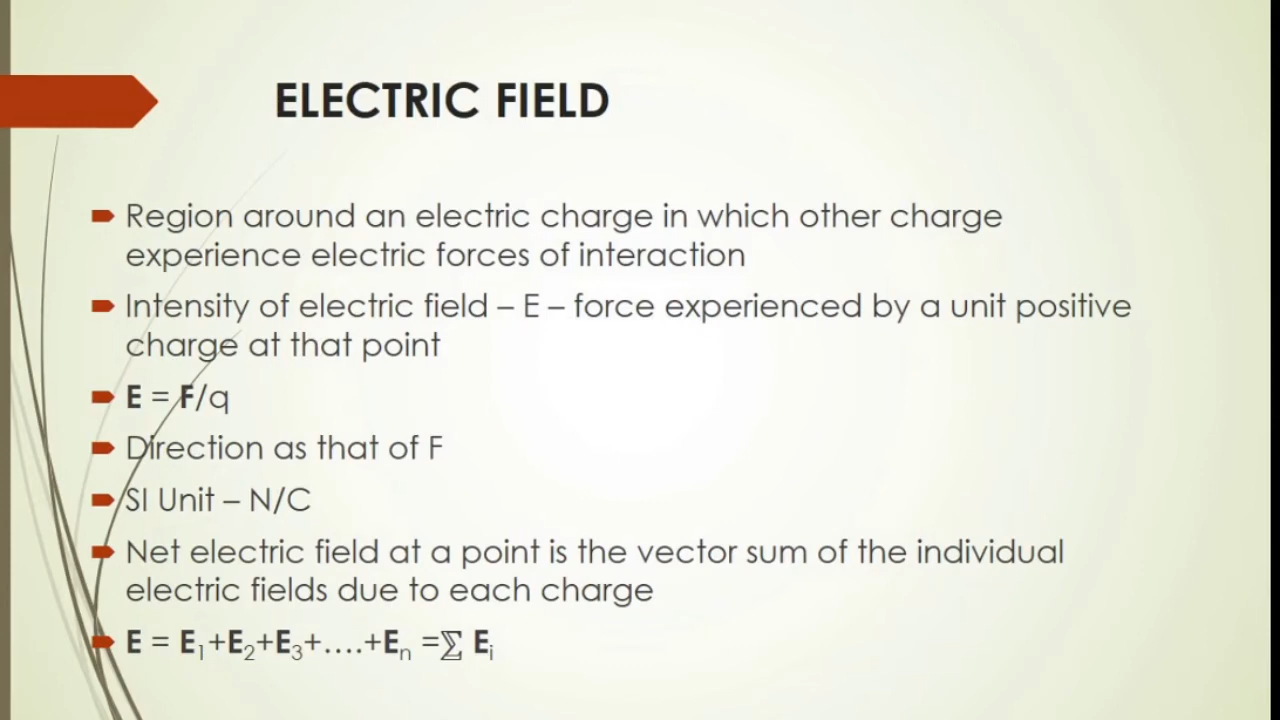 ELECTRIC FIELD
Region around an electric charge in which other charge
experience electric forces of interaction
Intensity of electric field – E – force experienced by a unit positive
charge at that point
E = F/q
Direction as that of F
SI Unit – N/C
Net electric field at a point is the vector sum of the individual
electric fields due to each charge
E = E₁+E₂+E₃+….+Eₙ =∑ Eᵢ